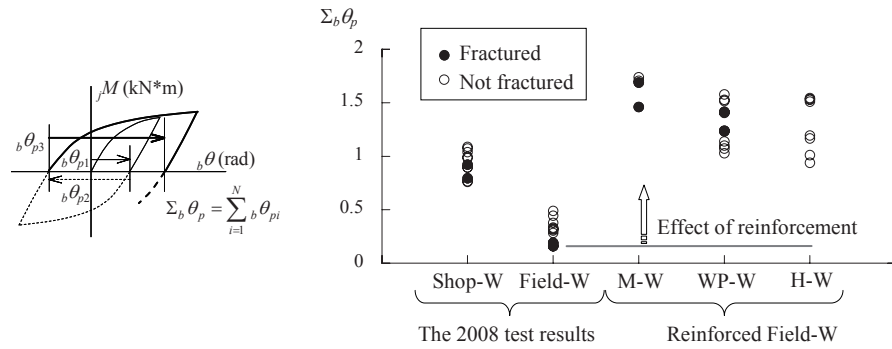 jM (kN*m)
bθp3
bθp1
bθ (rad)
bθp2
Σbθp = Σ_{i=1}^{N} bθpi
Σbθp
2
1.5
1
0.5
0
Fractured
Not fractured
Effect of reinforcement
Shop-W Field-W M-W WP-W H-W
The 2008 test results Reinforced Field-W